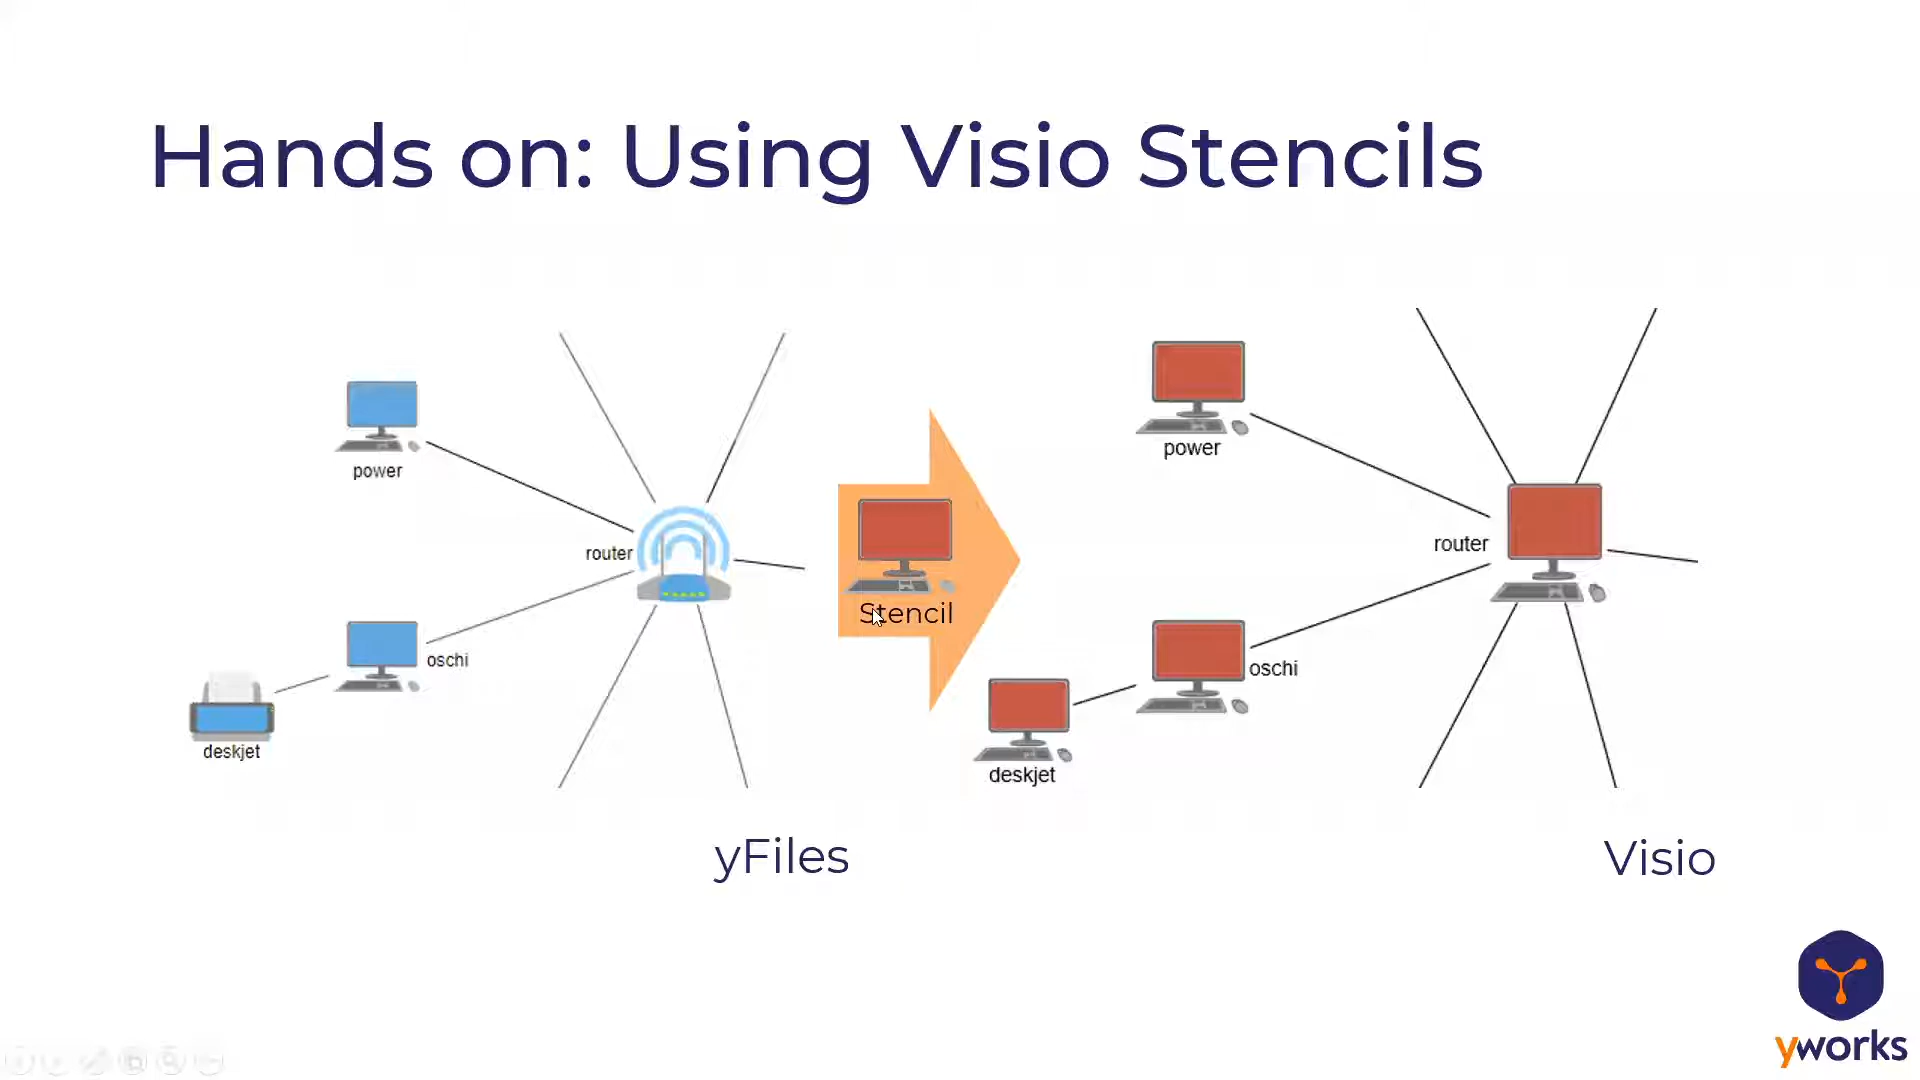 Hands on: Using Visio Stencils
power
router
oschi
deskjet
Stencil
power
router
oschi
deskjet
yFiles
Visio
yworks